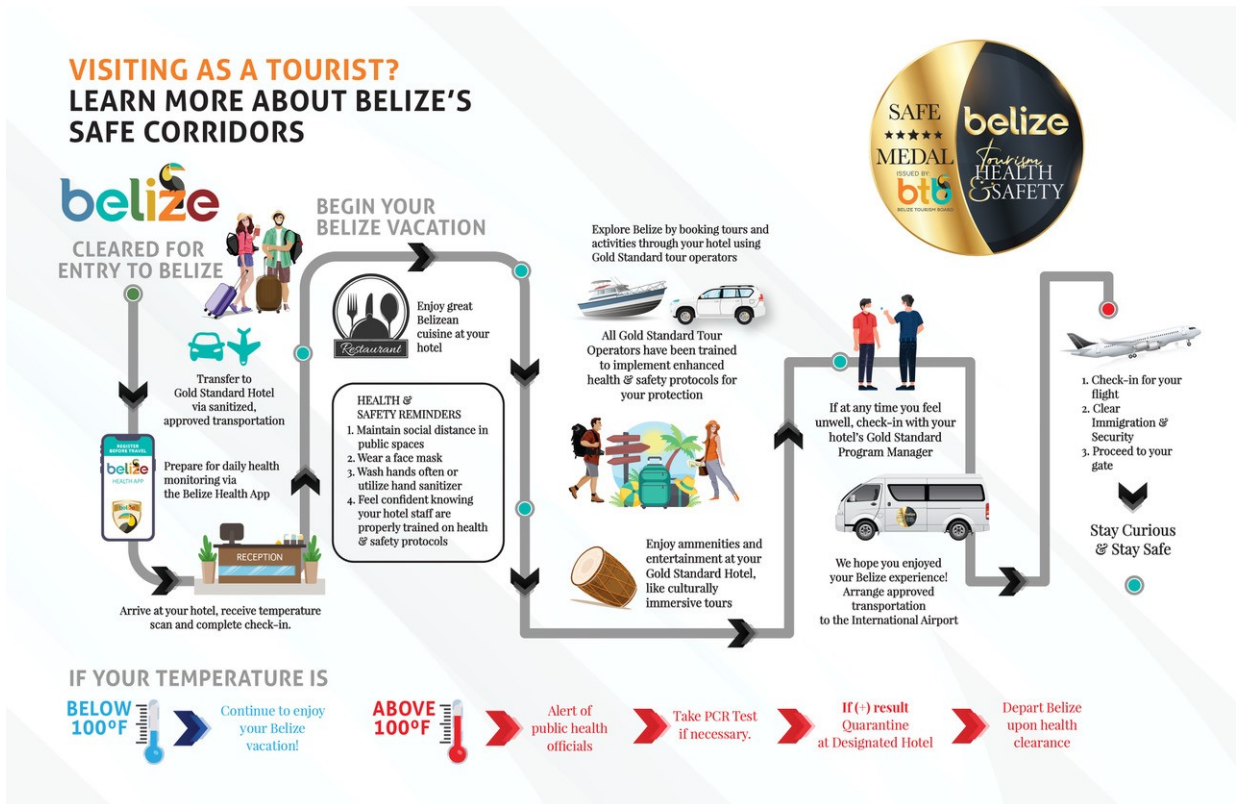 VISITING AS A TOURIST?
LEARN MORE ABOUT BELIZE'S
SAFE CORRIDORS
SAFE
MEDAL
ISSUED BY
btb
BELIZE TOURISM BOARD
belize
Tourism
HEALTH
& SAFETY
belize
CLEARED FOR
ENTRY TO BELIZE
Transfer to
Gold Standard Hotel
via sanitized,
approved transportation
REGISTER
BEFORE TRAVEL
belize
HEALTH APP
Prepare for daily health
monitoring via
the Belize Health App
RECEPTION
Arrive at your hotel, receive temperature
scan and complete check-in.
BEGIN YOUR
BELIZE VACATION
Restaurant
Enjoy great
Belizean
cuisine at your
hotel
HEALTH &
SAFETY REMINDERS
1. Maintain social distance in
public spaces
2. Wear a face mask
3. Wash hands often or
utilize hand sanitizer
4. Feel confident knowing
your hotel staff are
properly trained on health
& safety protocols
Explore Belize by booking tours and
activities through your hotel using
Gold Standard tour operators
All Gold Standard Tour
Operators have been trained
to implement enhanced
health & safety protocols for
your protection
Enjoy ammenities and
entertainment at your
Gold Standard Hotel,
like culturally
immersive tours
If at any time you feel
unwell, check-in with your
hotel's Gold Standard
Program Manager
We hope you enjoyed
your Belize experience!
Arrange approved
transportation
to the International Airport
1. Check-in for your
flight
2. Clear
Immigration &
Security
3. Proceed to your
gate
Stay Curious
& Stay Safe
IF YOUR TEMPERATURE IS
BELOW
100ºF
Continue to enjoy
your Belize
vacation!
ABOVE
100ºF
Alert of
public health
officials
Take PCR Test
if necessary.
If (+) result
Quarantine
at Designated Hotel
Depart Belize
upon health
clearance